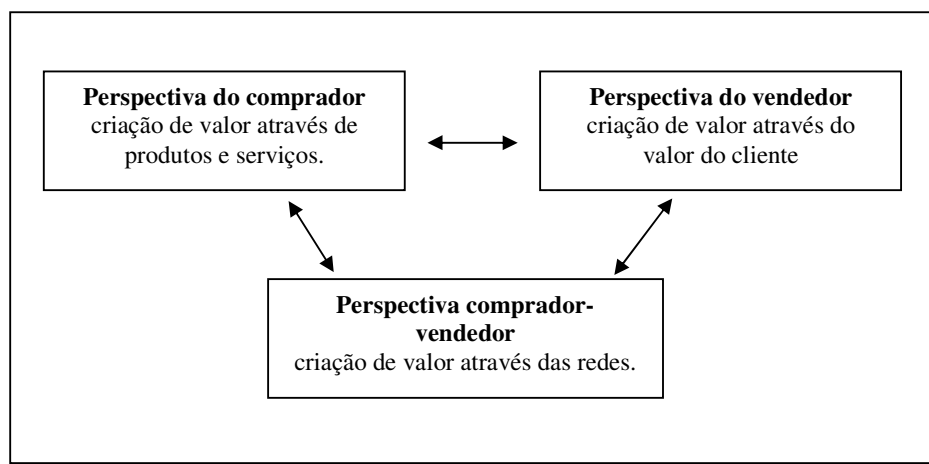 Perspectiva do comprador
criação de valor através de
produtos e serviços.
Perspectiva do vendedor
criação de valor através do
valor do cliente
Perspectiva comprador-
vendedor
criação de valor através das redes.